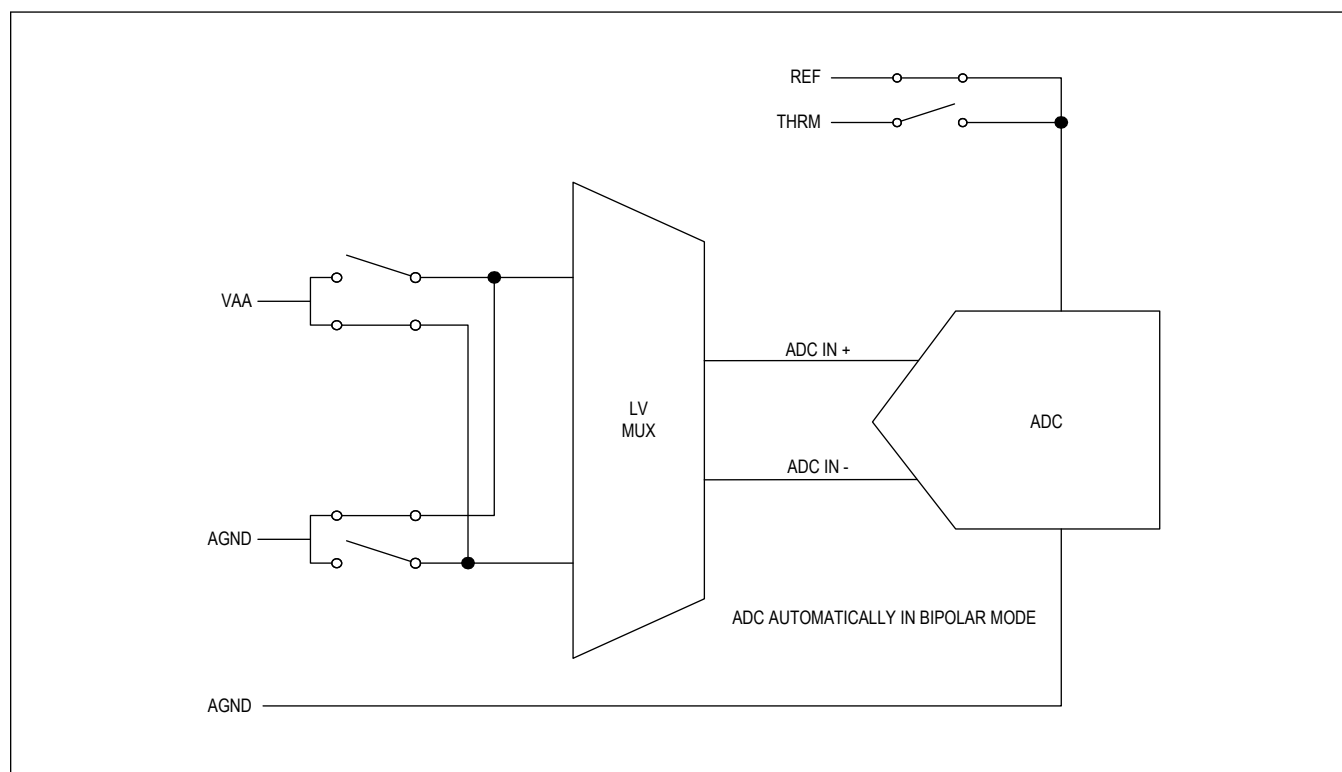 REF
THRM
VAA
ADC IN +
LV
MUX
ADC
ADC IN -
AGND
ADC AUTOMATICALLY IN BIPOLAR MODE
AGND